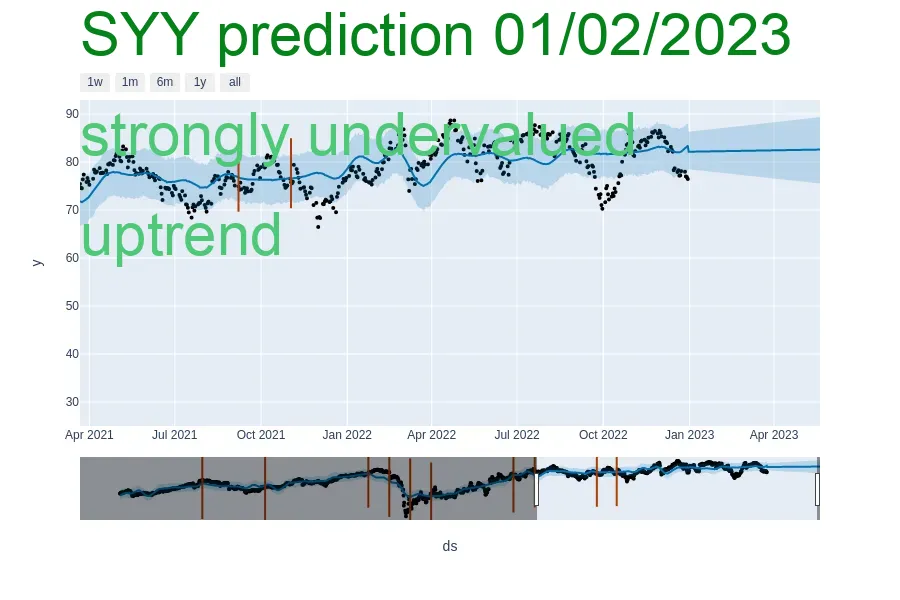 SYY prediction 01/02/2023
1w 1m 6m 1y all
strongly undervalued
uptrend
90
80
70
60
50
40
30
y
Apr 2021 Jul 2021 Oct 2021 Jan 2022 Apr 2022 Jul 2022 Oct 2022 Jan 2023 Apr 2023
ds